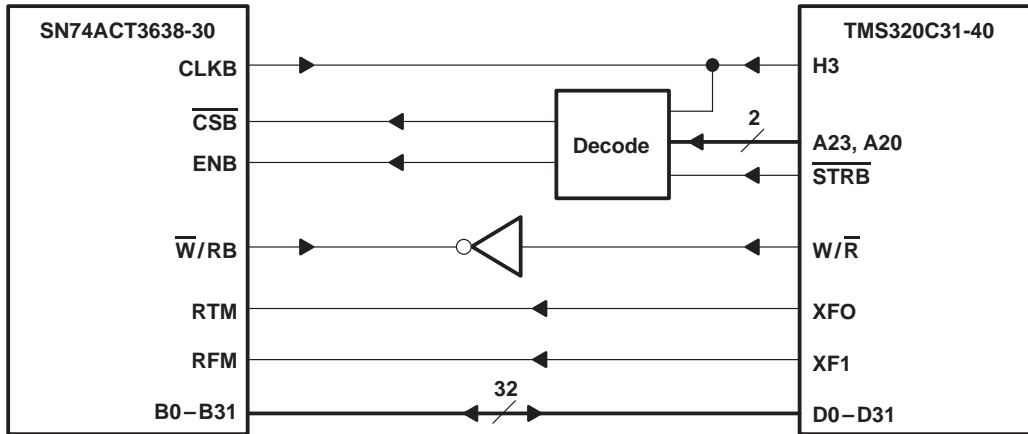 SN74ACT3638-30
TMS320C31-40
CLKB
H3
CSB
2
Decode
A23, A20
ENB
STRB
W/RB
W/R
RTM
XFO
RFM
XF1
32
B0–B31
D0–D31